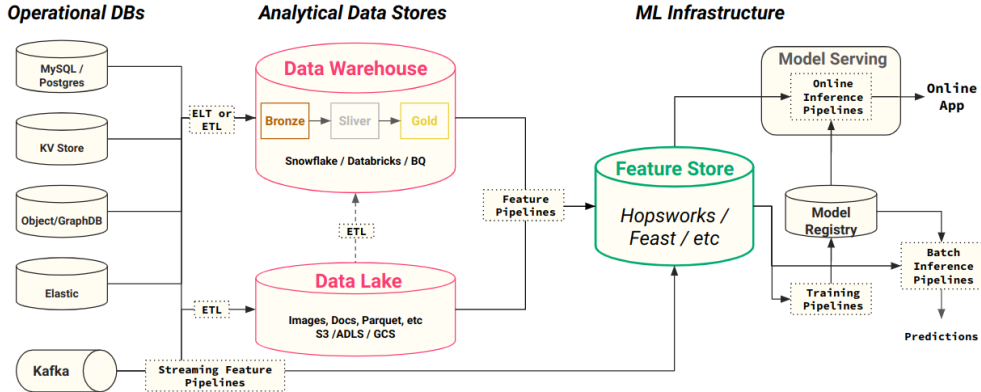 Operational DBs
Analytical Data Stores
ML Infrastructure
MySQL /
Postgres
KV Store
Object/GraphDB
Elastic
Kafka
ELT or
ETL
ETL
Streaming Feature
Pipelines
Data Warehouse
Bronze
Sliver
Gold
Snowflake / Databricks / BQ
ETL
Data Lake
Images, Docs, Parquet, etc
S3 /ADLS / GCS
Feature
Pipelines
Feature Store
Hopsworks /
Feast / etc
Model Serving
Online
Inference
Pipelines
Online
App
Model
Registry
Training
Pipelines
Batch
Inference
Pipelines
Predictions